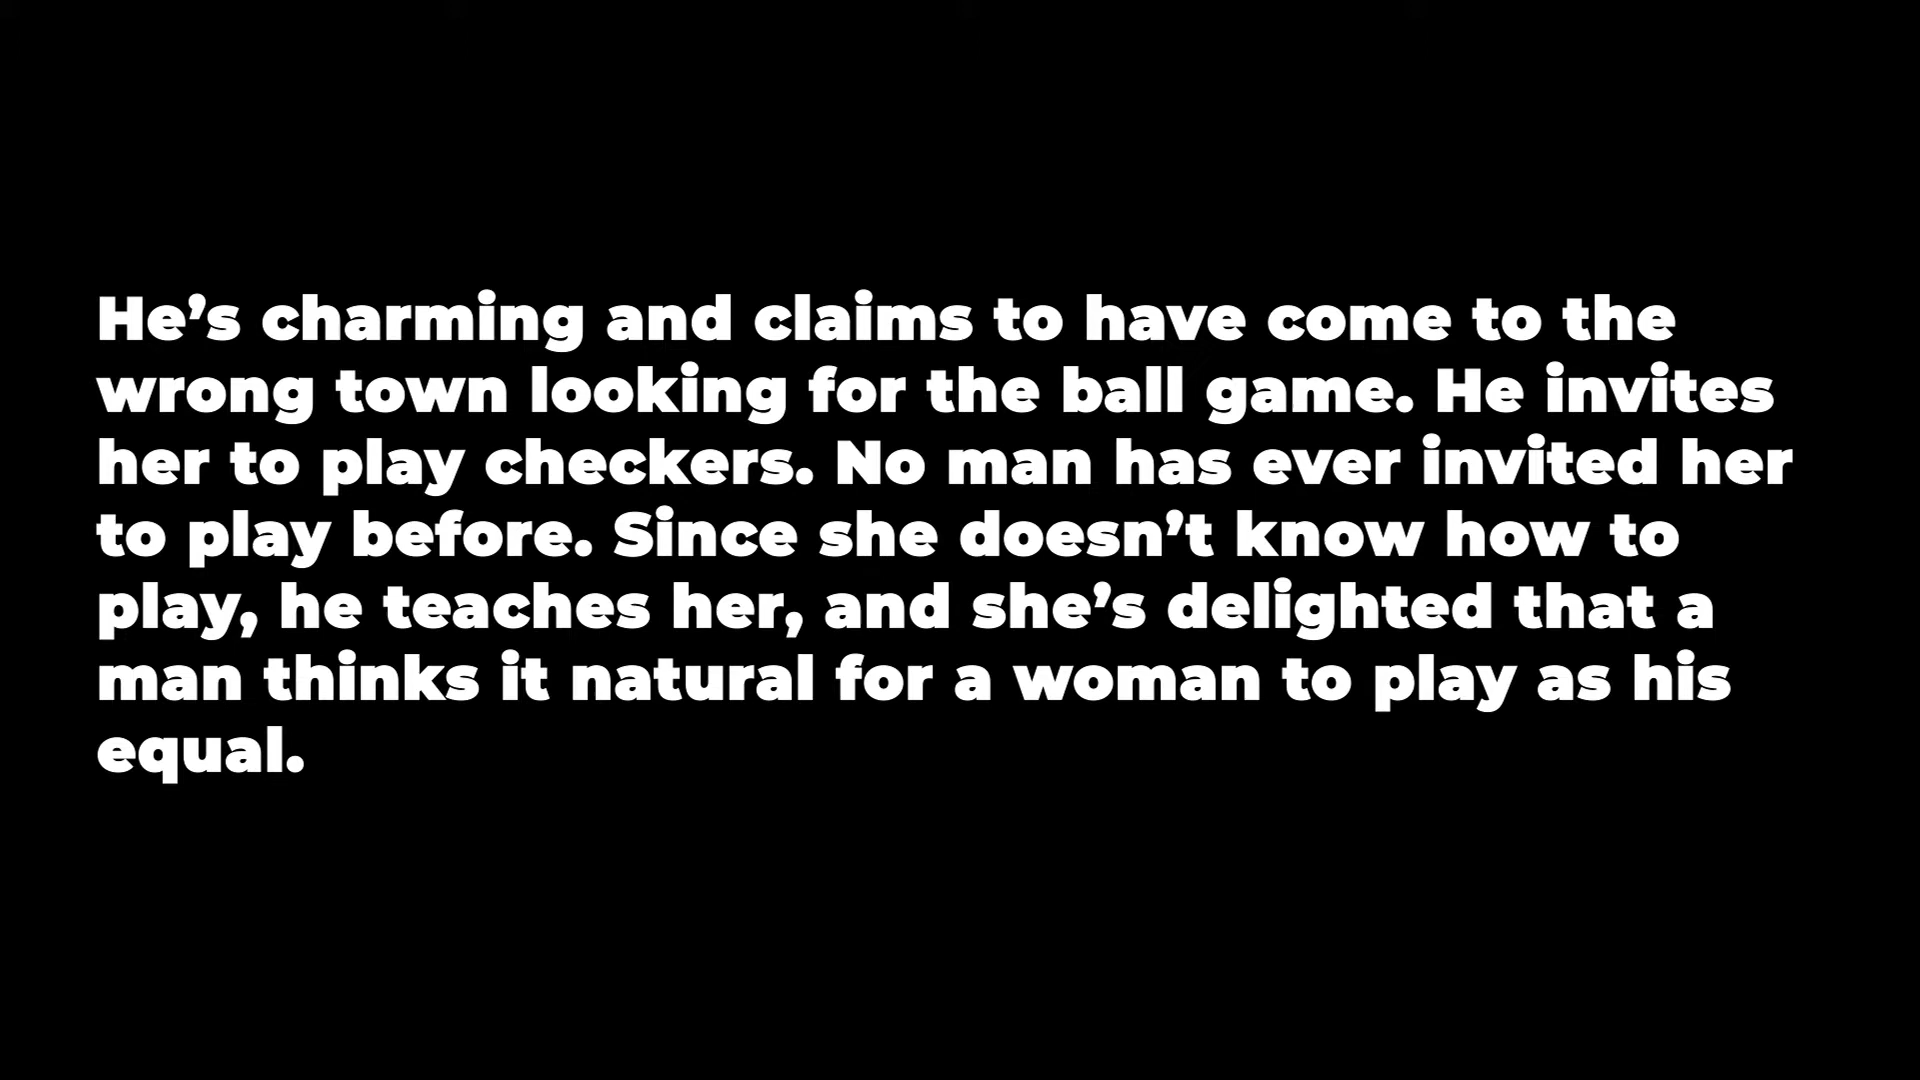 He’s charming and claims to have come to the
wrong town looking for the ball game. He invites
her to play checkers. No man has ever invited her
to play before. Since she doesn’t know how to
play, he teaches her, and she’s delighted that a
man thinks it natural for a woman to play as his
equal.